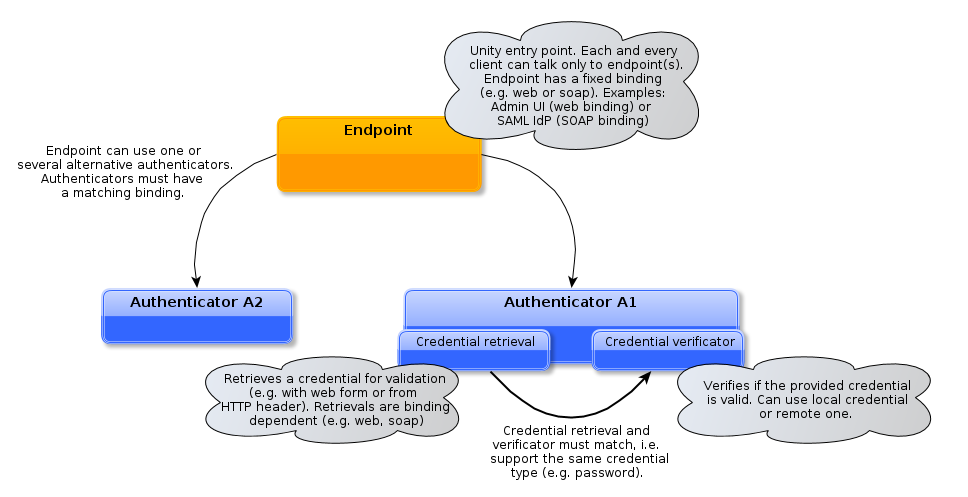 Unity entry point. Each and every
client can talk only to endpoint(s).
Endpoint has a fixed binding
(e.g. web or soap). Examples:
Admin UI (web binding) or
SAML IdP (SOAP binding)
Endpoint
Endpoint can use one or
several alternative authenticators.
Authenticators must have
a matching binding.
Authenticator A2
Authenticator A1
Credential retrieval
Credential verificator
Retrieves a credential for validation
(e.g. with web form or from
HTTP header). Retrievals are binding
dependent (e.g. web, soap)
Verifies if the provided credential
is valid. Can use local credential
or remote one.
Credential retrieval and
verificator must match, i.e.
support the same credential
type (e.g. password).